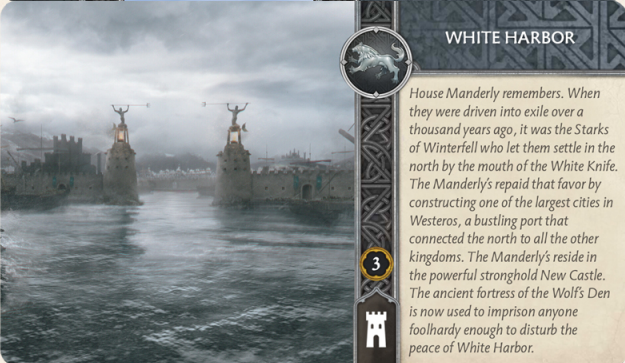 WHITE HARBOR
House Manderly remembers. When
they were driven into exile over a
thousand years ago, it was the Starks
of Winterfell who let them settle in the
north by the mouth of the White Knife.
The Manderly's repaid that favor by
constructing one of the largest cities in
Westeros, a bustling port that
connected the north to all the other
kingdoms. The Manderly's reside in
the powerful stronghold New Castle.
The ancient fortress of the Wolf's Den
is now used to imprison anyone
foolhardy enough to disturb the
peace of White Harbor.
3